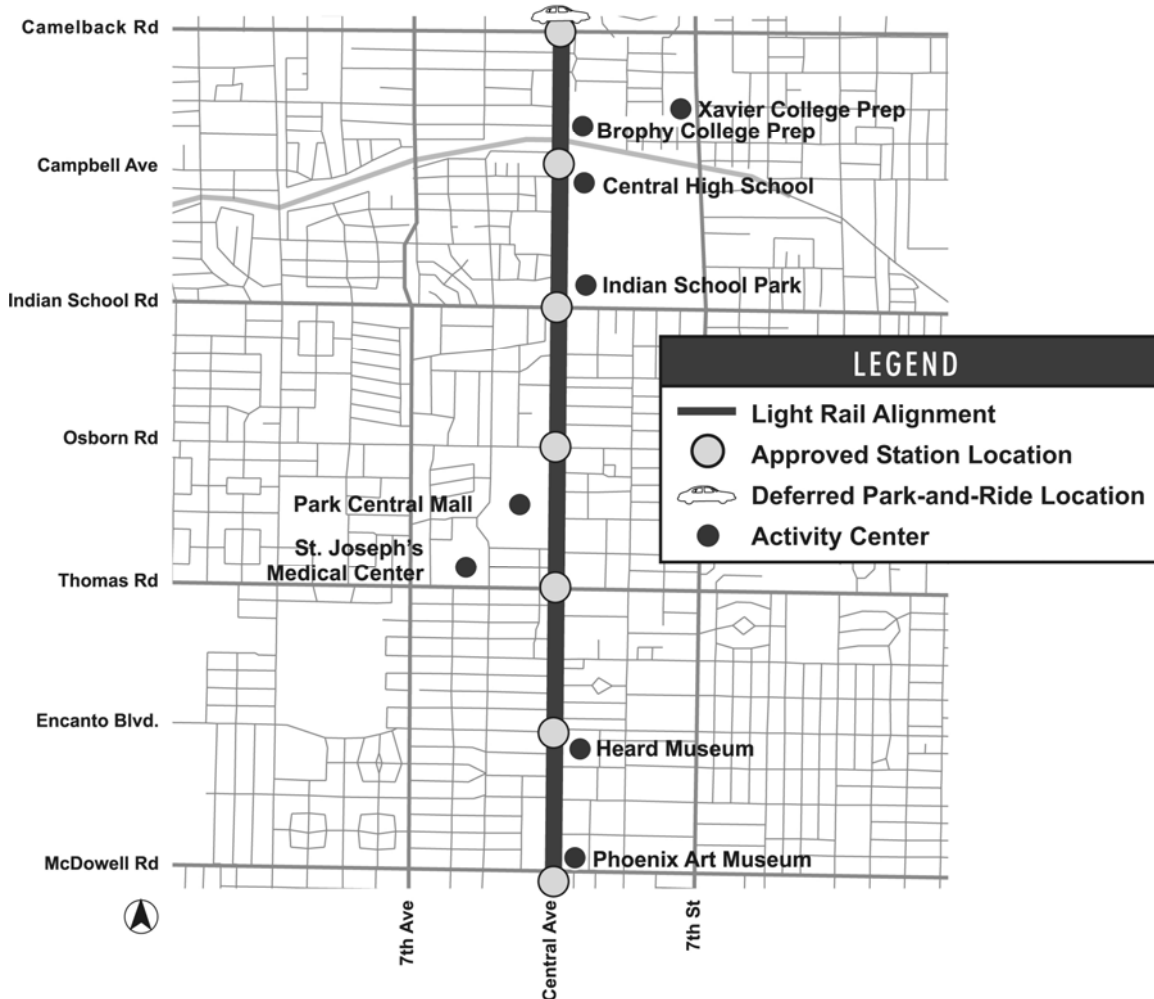 Camelback Rd
Xavier College Prep
Brophy College Prep
Campbell Ave
Central High School
Indian School Park
Indian School Rd
LEGEND
Light Rail Alignment
Approved Station Location
Deferred Park-and-Ride Location
Activity Center
Osborn Rd
Park Central Mall
St. Joseph's
Medical Center
Thomas Rd
Encanto Blvd.
Heard Museum
McDowell Rd
Phoenix Art Museum
7th Ave
Central Ave
7th St